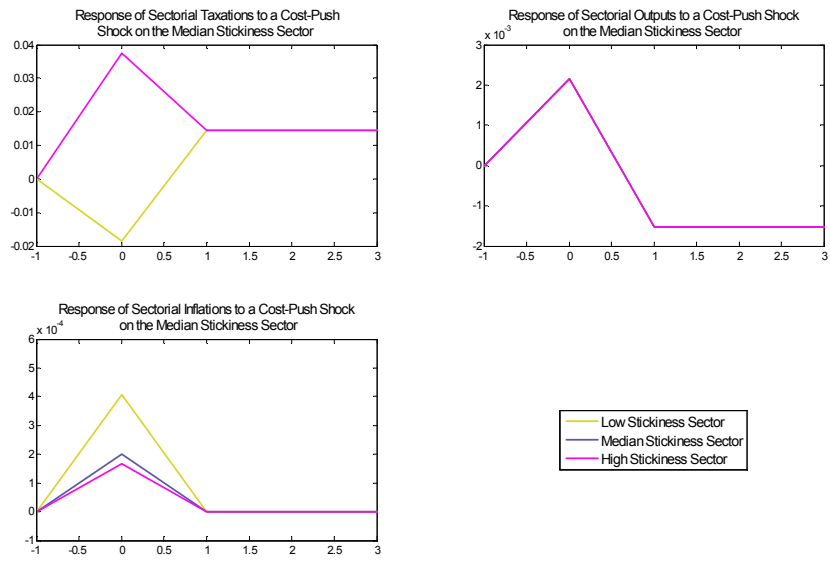 Response of Sectorial Taxations to a Cost-Push
Shock on the Median Stickiness Sector
0.04
0.03
0.02
0.01
0
-0.01
-0.02
-1 -0.5 0 0.5 1 1.5 2 2.5 3
Response of Sectorial Outputs to a Cost-Push Shock
on the Median Stickiness Sector
x 10-3
3
2
1
0
-1
-2
-1 -0.5 0 0.5 1 1.5 2 2.5 3
Response of Sectorial Inflations to a Cost-Push Shock
on the Median Stickiness Sector
x 10-4
6
5
4
3
2
1
0
-1
-1 -0.5 0 0.5 1 1.5 2 2.5 3
Low Stickiness Sector
Median Stickiness Sector
High Stickiness Sector